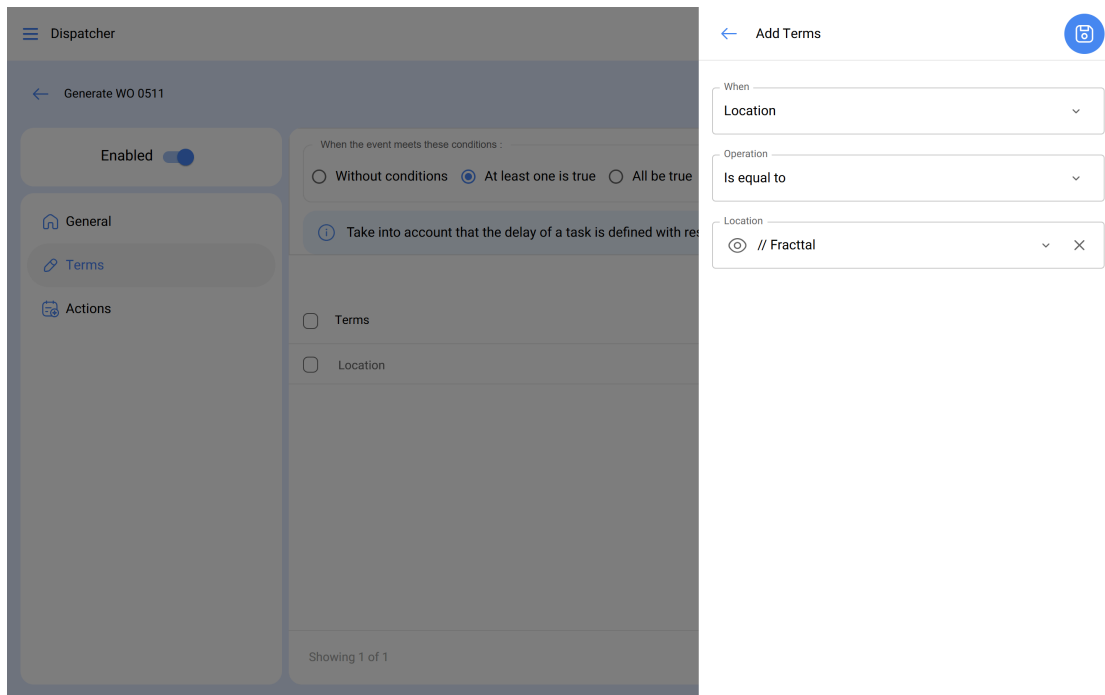 Dispatcher
Generate WO 0511
Enabled
General
Terms
Actions
When the event meets these conditions :
Without conditions
At least one is true
All be true
Take into account that the delay of a task is defined with
Terms
Location
Showing 1 of 1
Add Terms
When
Location
Operation
Is equal to
Location
// Fracttal